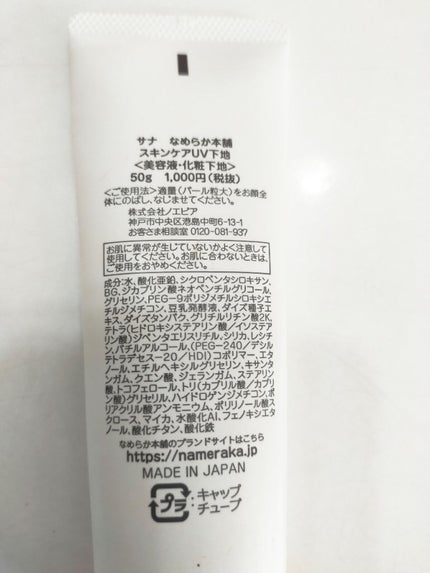 サナ なめらか本舗
スキンケアUV下地
<美容液・化粧下地>
50g 1,000円(税抜)
<ご使用法>適量(パール粒大)をお顔全
体にのばし、なじませてください。
株式会社ノエビア
神戸市中央区港島中町6-13-1
お客さま相談室 0120-081-937
お肌に異常が生じていないかよく注意して
使用してください。お肌に合わないときは、
ご使用をおやめください。
成分:水、酸化亜鉛、シクロペンタシロキサン、
BG、ジカプリン酸ネオペンチルグリコール、
グリセリン、PEG-9ポリジメチルシロキシエ
チルジメチコン、豆乳発酵液、ダイズ種子エ
キス、ダイズタンパク、グリチルリチン酸2K、
テトラ(ヒドロキシステアリン酸/イソステア
リン酸)ジペンタエリスリチル、シリカ、レシチ
ン、バチルアルコール、(PEG-240/デシル
テトラデセス-20/HDI)コポリマー、エタ
ノール、エチルヘキシルグリセリン、キサンタ
ンガム、クエン酸、ジェランガム、ステアリン
酸、トコフェロール、トリ(カプリル酸/カプリ
ン酸)グリセリル、ハイドロゲンジメチコン、ポ
リアクリル酸アンモニウム、ポリリノール酸ス
クロース、マイカ、水酸化Al、フェノキシエタ
ノール、酸化チタン、酸化鉄
なめらか本舗のブランドサイトはこちら
https://nameraka.jp
MADE IN JAPAN
プラ :キャップ
チューブ